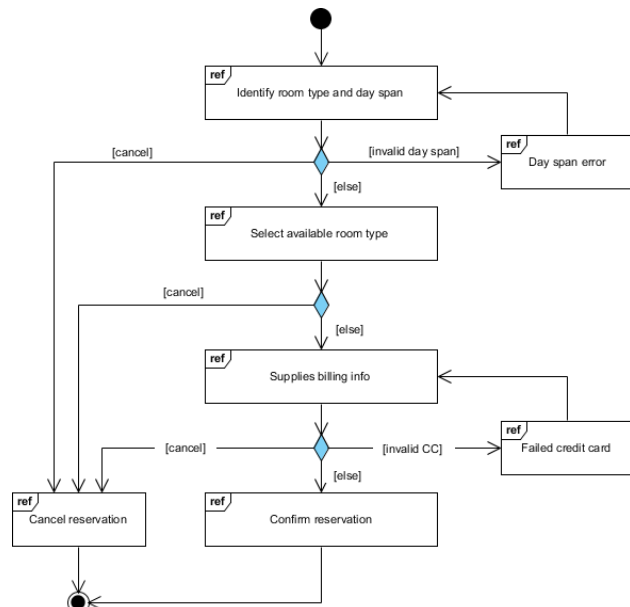 ref
Identify room type and day span
[cancel]
[invalid day span]
ref
Day span error
[else]
ref
Select available room type
[cancel]
[else]
ref
Supplies billing info
ref
Failed credit card
[cancel]
[invalid CC]
[else]
ref
Cancel reservation
ref
Confirm reservation